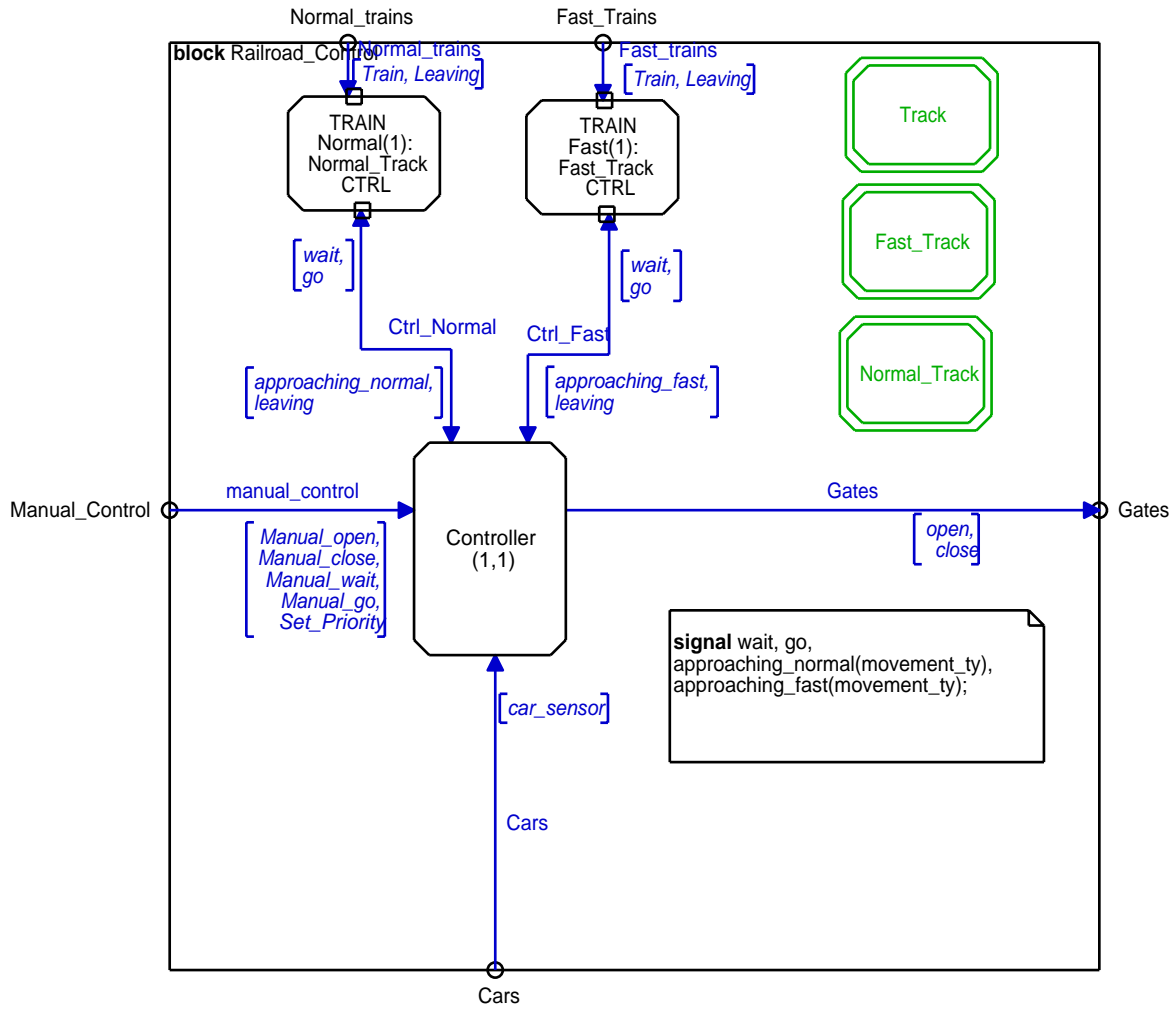 Normal_trains
Fast_Trains
block Railroad_Control
Normal_trains
Fast_trains
Train, Leaving
Train, Leaving
TRAIN
Normal(1):
Normal_Track
CTRL
TRAIN
Fast(1):
Fast_Track
CTRL
Track
Fast_Track
Normal_Track
wait,
go
wait,
go
Ctrl_Normal
Ctrl_Fast
approaching_normal,
leaving
approaching_fast,
leaving
Manual_Control
manual_control
Manual_open,
Manual_close,
Manual_wait,
Manual_go,
Set_Priority
Controller
(1,1)
Gates
Gates
open,
close
signal wait, go,
approaching_normal(movement_ty),
approaching_fast(movement_ty);
car_sensor
Cars
Cars